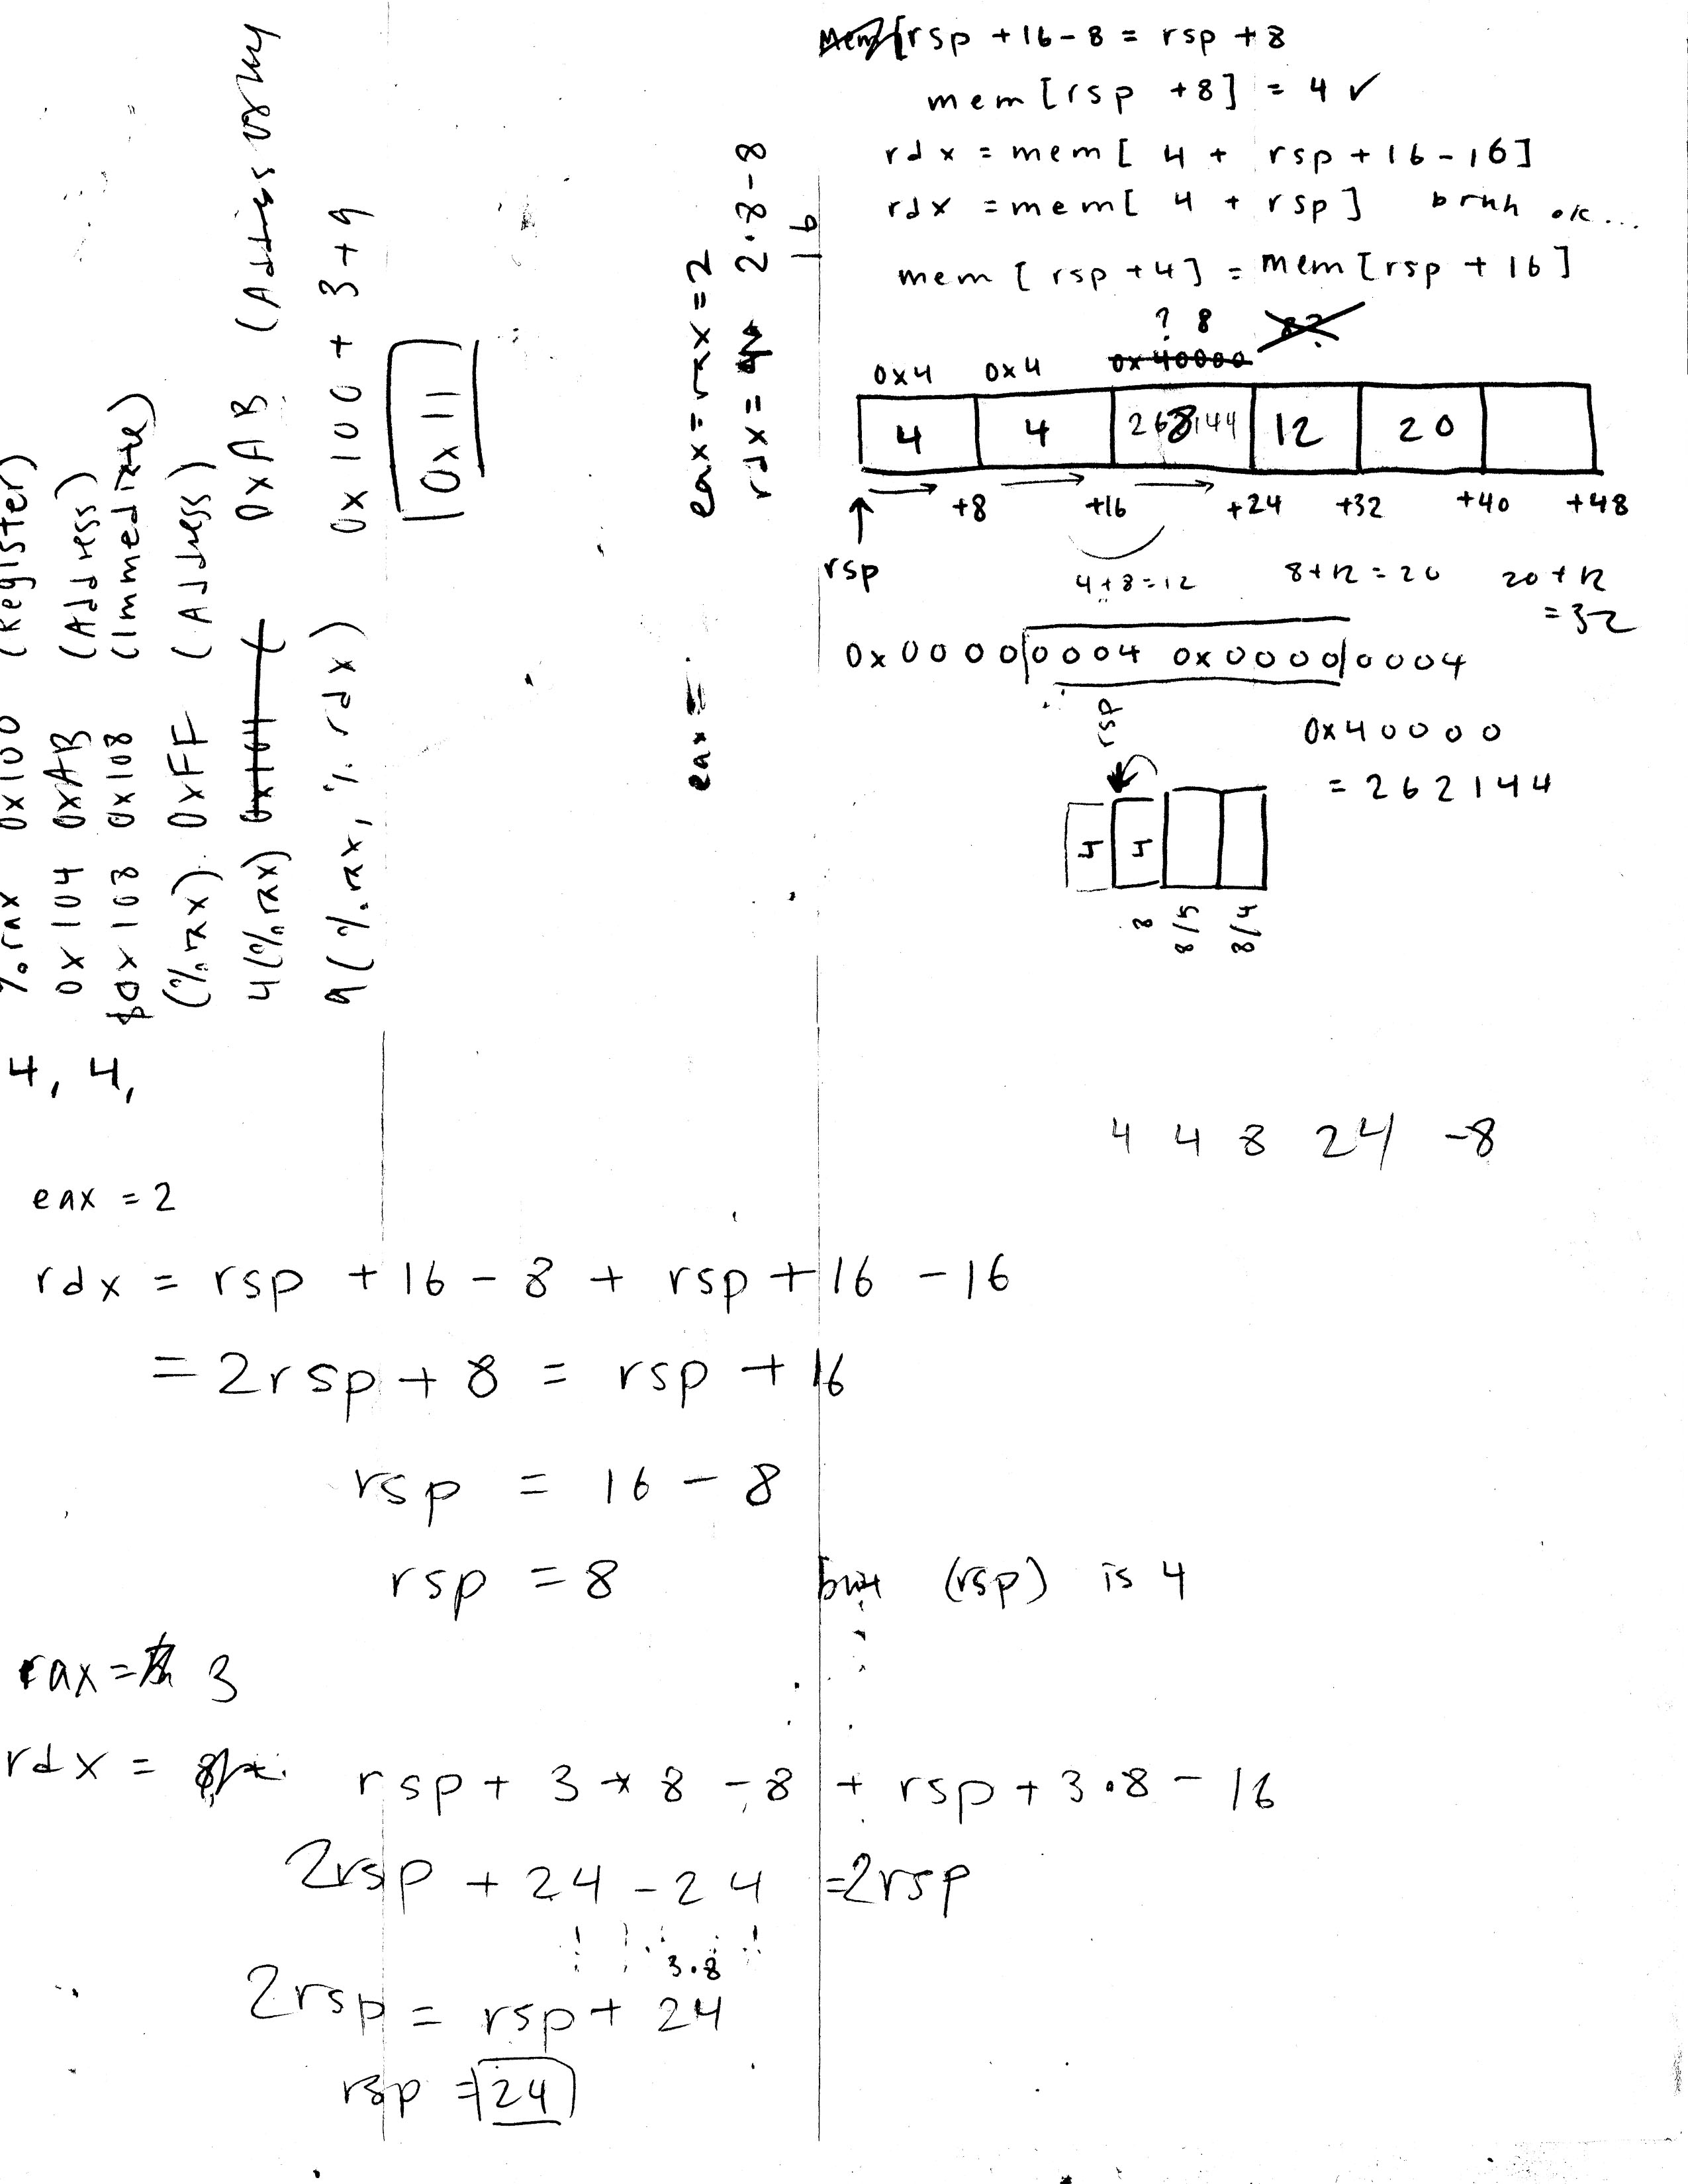 %rax 0x100 (Register)
0x104 0xAB (Address)
$0x108 0x108 (Immediate)
(%rax) 0xFF (Address)
4(%rax) 0xAB (Address
9(%rax, %rdx) 0x100 + 3+9
0x11
4, 4,
eax=rax=2
rdx= 2·8-8
16
eax=
rsp +16-8 = rsp +8
mem [rsp +8] = 4 ✓
rdx = mem[ 4 + rsp+16-16]
rdx = mem[ 4 + rsp] bruh ok...
mem [rsp +4] = mem [rsp + 16]
? 8
0x4 0x4 0x40000
4 4 8 12 20
+8 +16 +24 +32 +40 +48
rsp
4+8=12 8+12=20 20+12
=32
0x00000004 0x00000004
rsp
0x40000
= 262144
4 4
8 8/5 8/4
4 4 8 24 -8
eax = 2
rdx = rsp + 16 - 8 + rsp + 16 - 16
= 2rsp + 8 = rsp + 16
rsp = 16 - 8
rsp = 8 but (rsp) is 4
rax = 3
rdx = rsp + 3 * 8 - 8 + rsp + 3·8 - 16
2rsp + 24 - 24 = 2rsp
3·8
2rsp = rsp + 24
rsp = 24